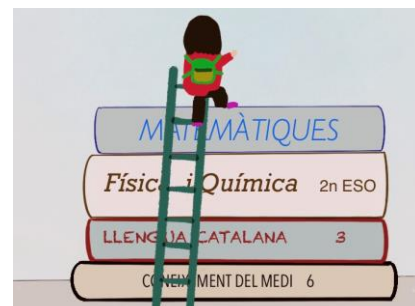 MATEMÀTIQUES
Física i Química 2n ESO
LLENGUA CATALANA 3
CONEIXEMENT DEL MEDI 6